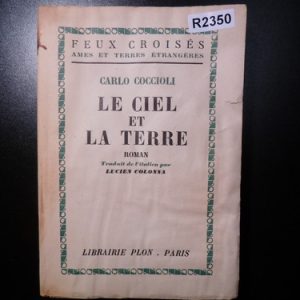 R2350
FEUX CROISÉS
AMES ET TERRES ÉTRANGÈRES
CARLO COCCIOLI
LE CIEL
ET
LA TERRE
ROMAN
Traduit de l'italien par
LUCIEN COLONNA
LIBRAIRIE PLON . PARIS